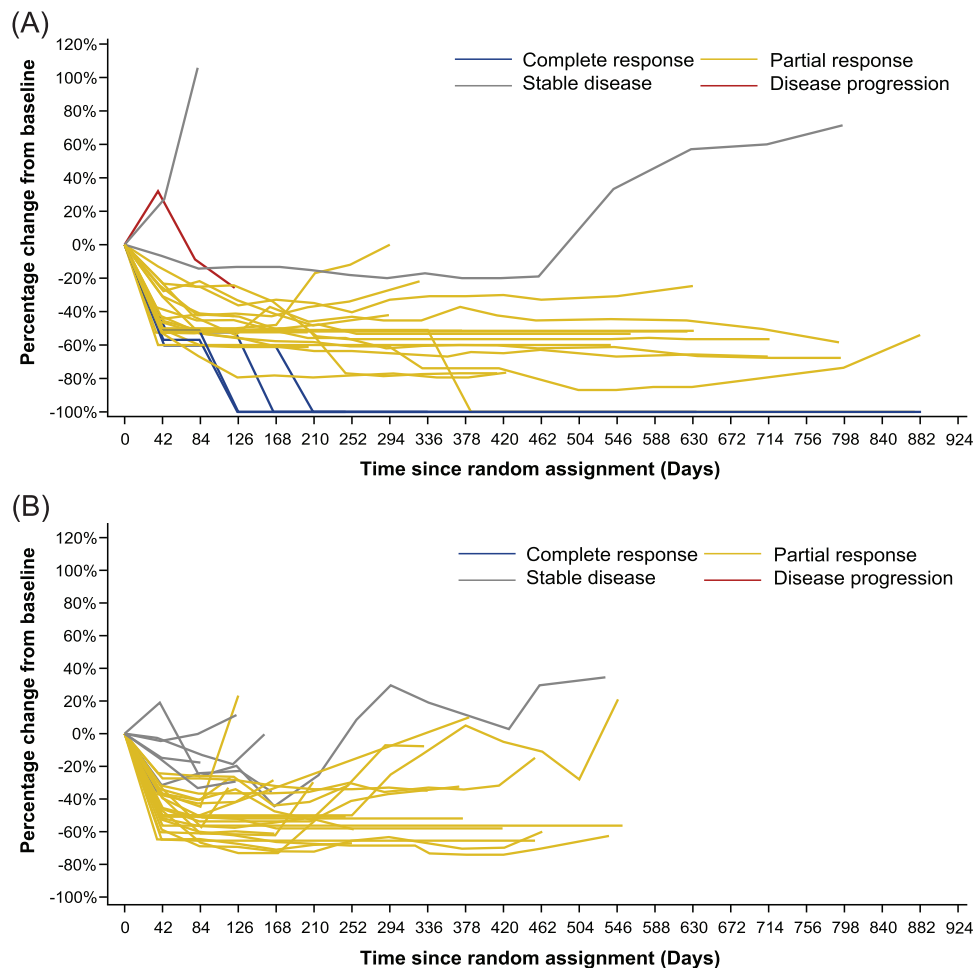 (A)
120%
100%
80%
60%
40%
20%
0%
-20%
-40%
-60%
-80%
-100%
Percentage change from baseline
Complete response
Partial response
Stable disease
Disease progression
0 42 84 126 168 210 252 294 336 378 420 462 504 546 588 630 672 714 756 798 840 882 924
Time since random assignment (Days)
(B)
120%
100%
80%
60%
40%
20%
0%
-20%
-40%
-60%
-80%
-100%
Percentage change from baseline
Complete response
Partial response
Stable disease
Disease progression
0 42 84 126 168 210 252 294 336 378 420 462 504 546 588 630 672 714 756 798 840 882 924
Time since random assignment (Days)